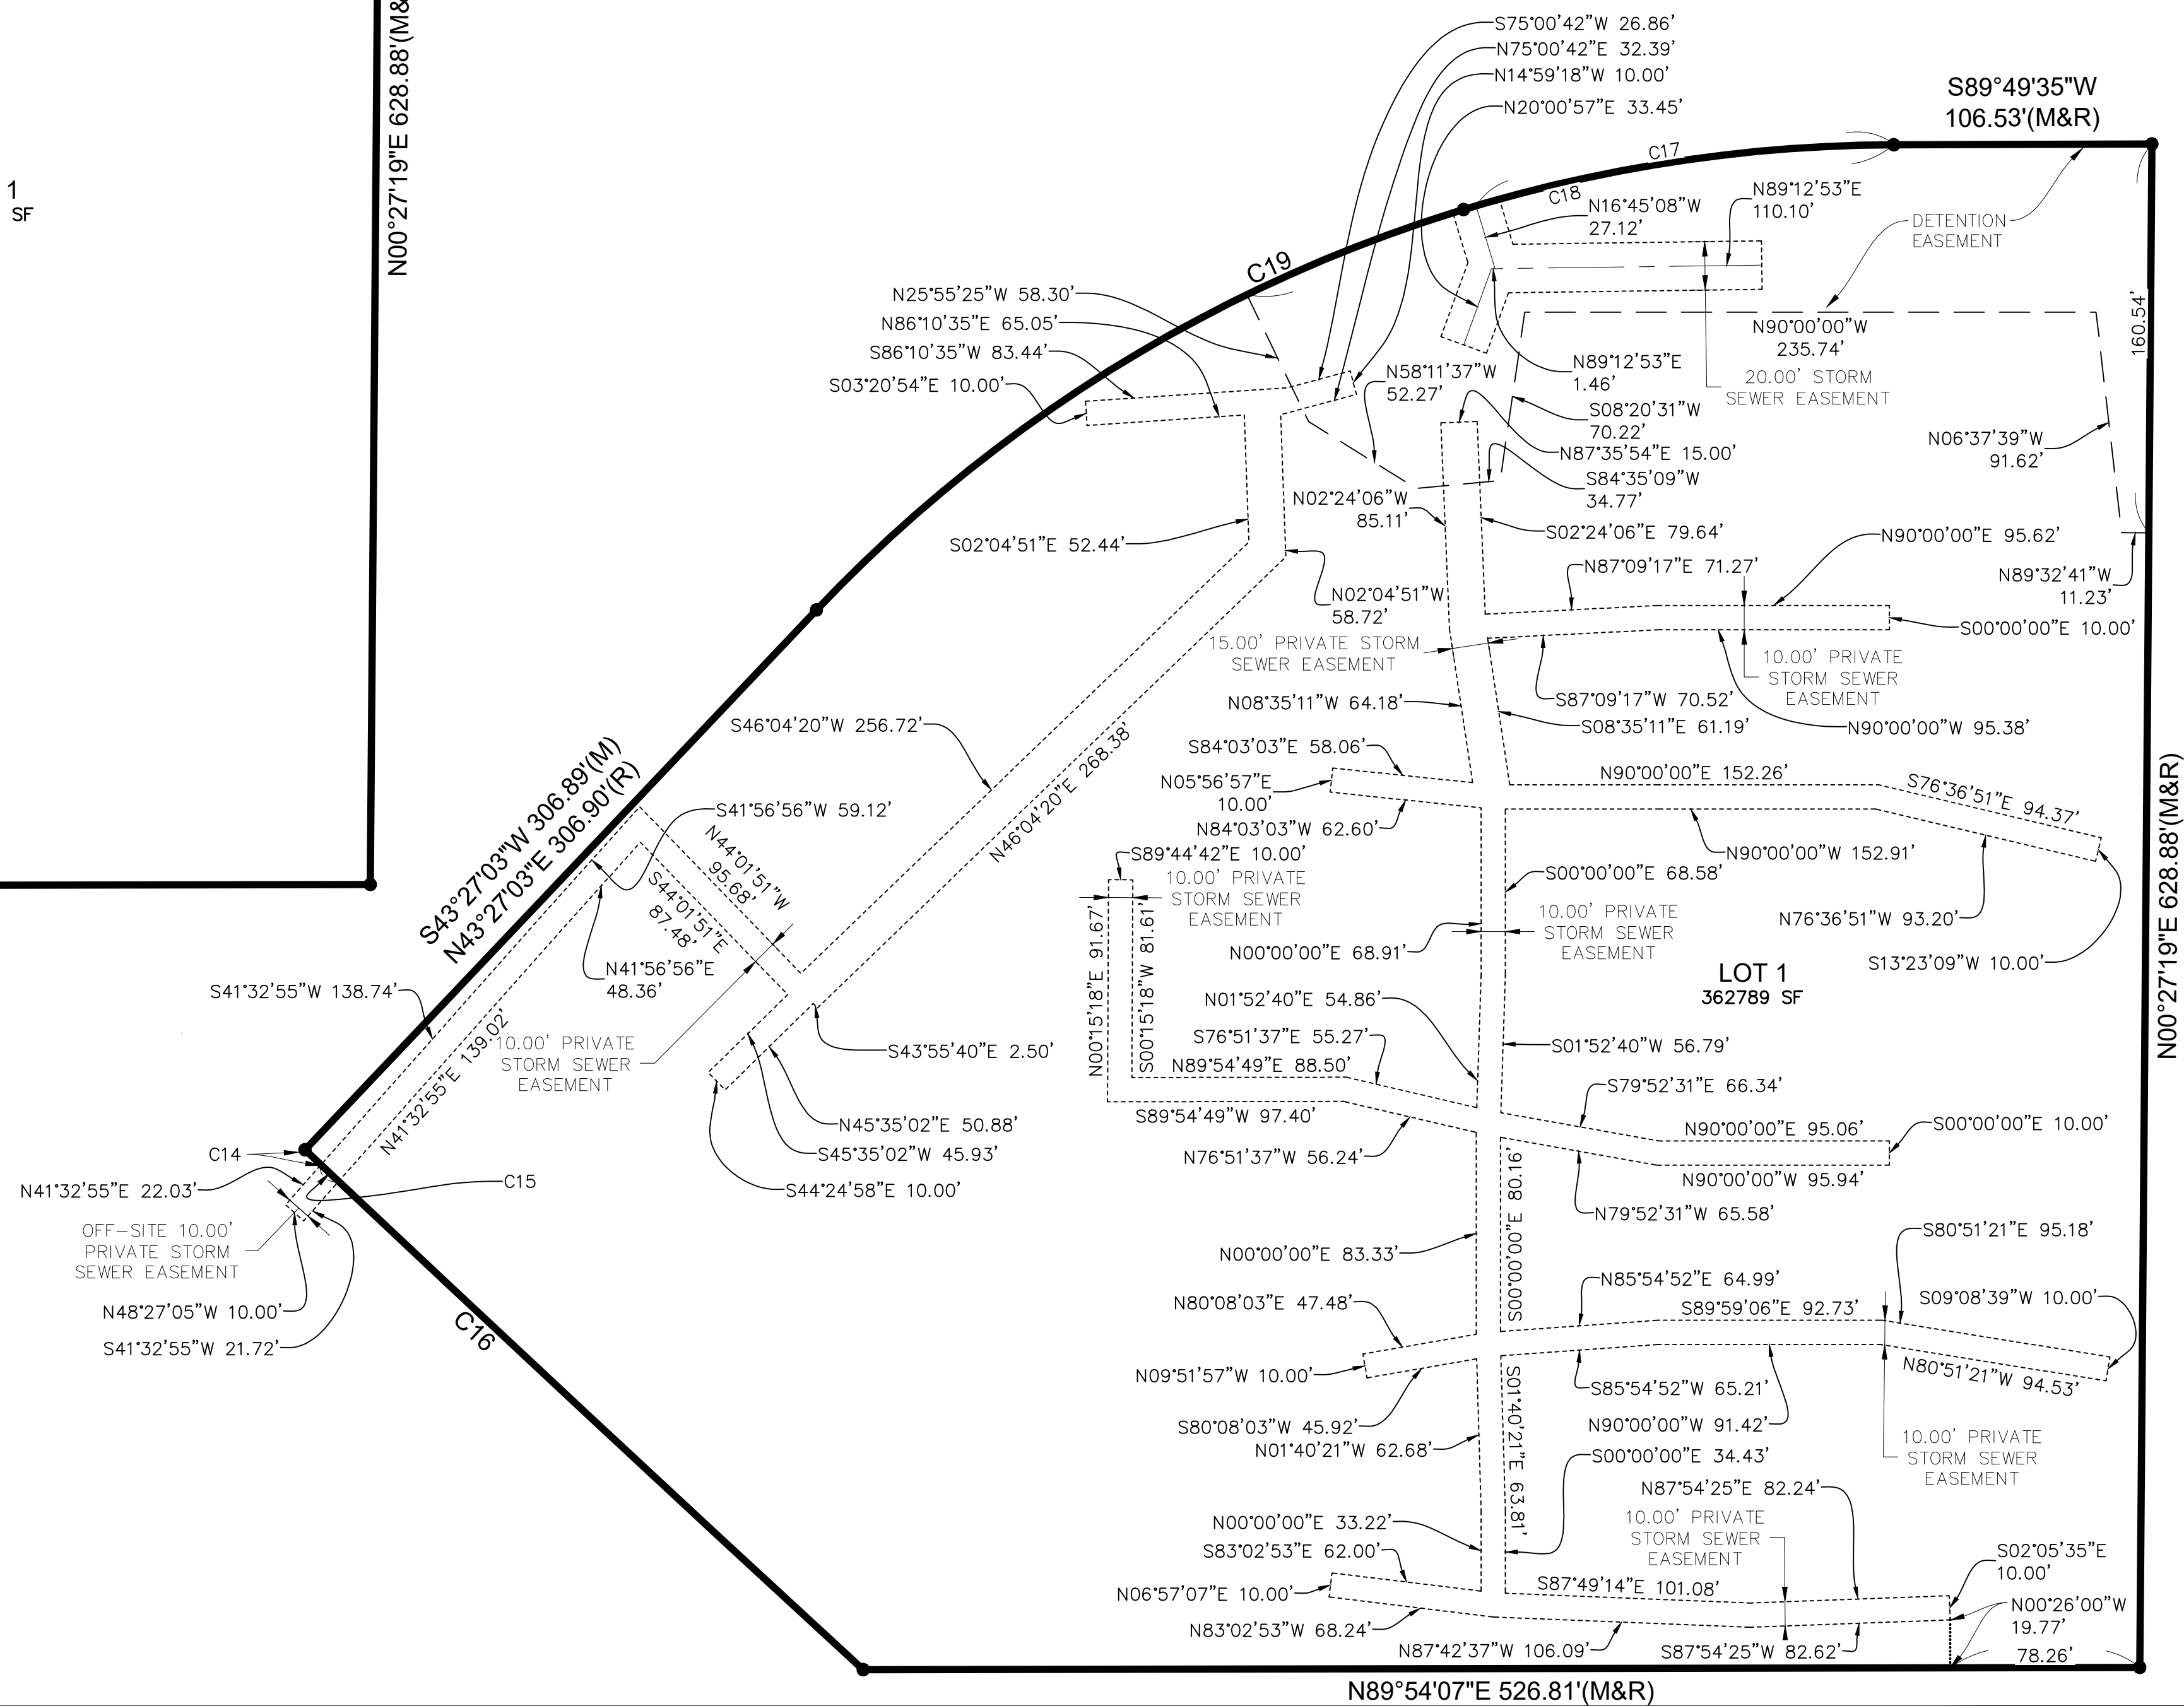 N00°27'19"E 628.88'(M&
1
SF
S75°00'42"W 26.86'
N75°00'42"E 32.39'
N14°59'18"W 10.00'
N20°00'57"E 33.45'
S89°49'35"W
106.53'(M&R)
C17
C18
C19
N16°45'08"W
27.12'
N89°12'53"E
110.10'
DETENTION
EASEMENT
N25°55'25"W 58.30'
N86°10'35"E 65.05'
S86°10'35"W 83.44'
S03°20'54"E 10.00'
N58°11'37"W
52.27'
N89°12'53"E
1.46'
N90°00'00"W
235.74'
160.54'
20.00' STORM
SEWER EASEMENT
S08°20'31"W
70.22'
N87°35'54"E 15.00'
S84°35'09"W
34.77'
N06°37'39"W
91.62'
N02°24'06"W
85.11'
S02°24'06"E 79.64'
N90°00'00"E 95.62'
S02°04'51"E 52.44'
N87°09'17"E 71.27'
N89°32'41"W
11.23'
N02°04'51"W
58.72'
S00°00'00"E 10.00'
15.00' PRIVATE STORM
SEWER EASEMENT
10.00' PRIVATE
STORM SEWER
EASEMENT
N08°35'11"W 64.18'
S87°09'17"W 70.52'
S08°35'11"E 61.19'
N90°00'00"W 95.38'
S46°04'20"W 256.72'
N46°04'20"E 268.38'
S84°03'03"E 58.06'
N05°56'57"E
10.00'
N84°03'03"W 62.60'
N90°00'00"E 152.26'
S76°36'51"E 94.37'
S43°27'03"W 306.89'(M)
N43°27'03"E 306.90'(R)
S41°56'56"W 59.12'
N44°01'51"W
95.68'
S44°01'51"E
87.48'
S89°44'42"E 10.00'
10.00' PRIVATE
STORM SEWER
EASEMENT
N90°00'00"W 152.91'
S00°00'00"E 68.58'
10.00' PRIVATE
STORM SEWER
EASEMENT
N76°36'51"W 93.20'
S13°23'09"W 10.00'
N00°27'19"E 628.88'(M&R)
N00°00'00"E 68.91'
N00°15'18"E 91.67'
S00°15'18"W 81.61'
LOT 1
362789 SF
N41°56'56"E
48.36'
S41°32'55"W 138.74'
N41°32'55"E 139.02'
10.00' PRIVATE
STORM SEWER
EASEMENT
N01°52'40"E 54.86'
S76°51'37"E 55.27'
N89°54'49"E 88.50'
S43°55'40"E 2.50'
S01°52'40"W 56.79'
S79°52'31"E 66.34'
S89°54'49"W 97.40'
N45°35'02"E 50.88'
S45°35'02"W 45.93'
S44°24'58"E 10.00'
N76°51'37"W 56.24'
N90°00'00"E 95.06'
S00°00'00"E 10.00'
N90°00'00"W 95.94'
N79°52'31"W 65.58'
C14
N41°32'55"E 22.03'
C15
OFF-SITE 10.00'
PRIVATE STORM
SEWER EASEMENT
N48°27'05"W 10.00'
S41°32'55"W 21.72'
C16
N00°00'00"E 83.33'
S00°00'00"E 80.16'
S80°51'21"E 95.18'
N80°08'03"E 47.48'
N85°54'52"E 64.99'
S89°59'06"E 92.73'
S09°08'39"W 10.00'
N09°51'57"W 10.00'
S85°54'52"W 65.21'
N80°51'21"W 94.53'
S80°08'03"W 45.92'
N90°00'00"W 91.42'
N01°40'21"W 62.68'
S01°40'21"E 63.81'
S00°00'00"E 34.43'
10.00' PRIVATE
STORM SEWER
EASEMENT
N87°54'25"E 82.24'
N00°00'00"E 33.22'
10.00' PRIVATE
STORM SEWER
EASEMENT
S83°02'53"E 62.00'
S02°05'35"E
10.00'
N06°57'07"E 10.00'
S87°49'14"E 101.08'
N00°26'00"W
19.77'
N83°02'53"W 68.24'
N87°42'37"W 106.09'
S87°54'25"W 82.62'
78.26'
N89°54'07"E 526.81'(M&R)